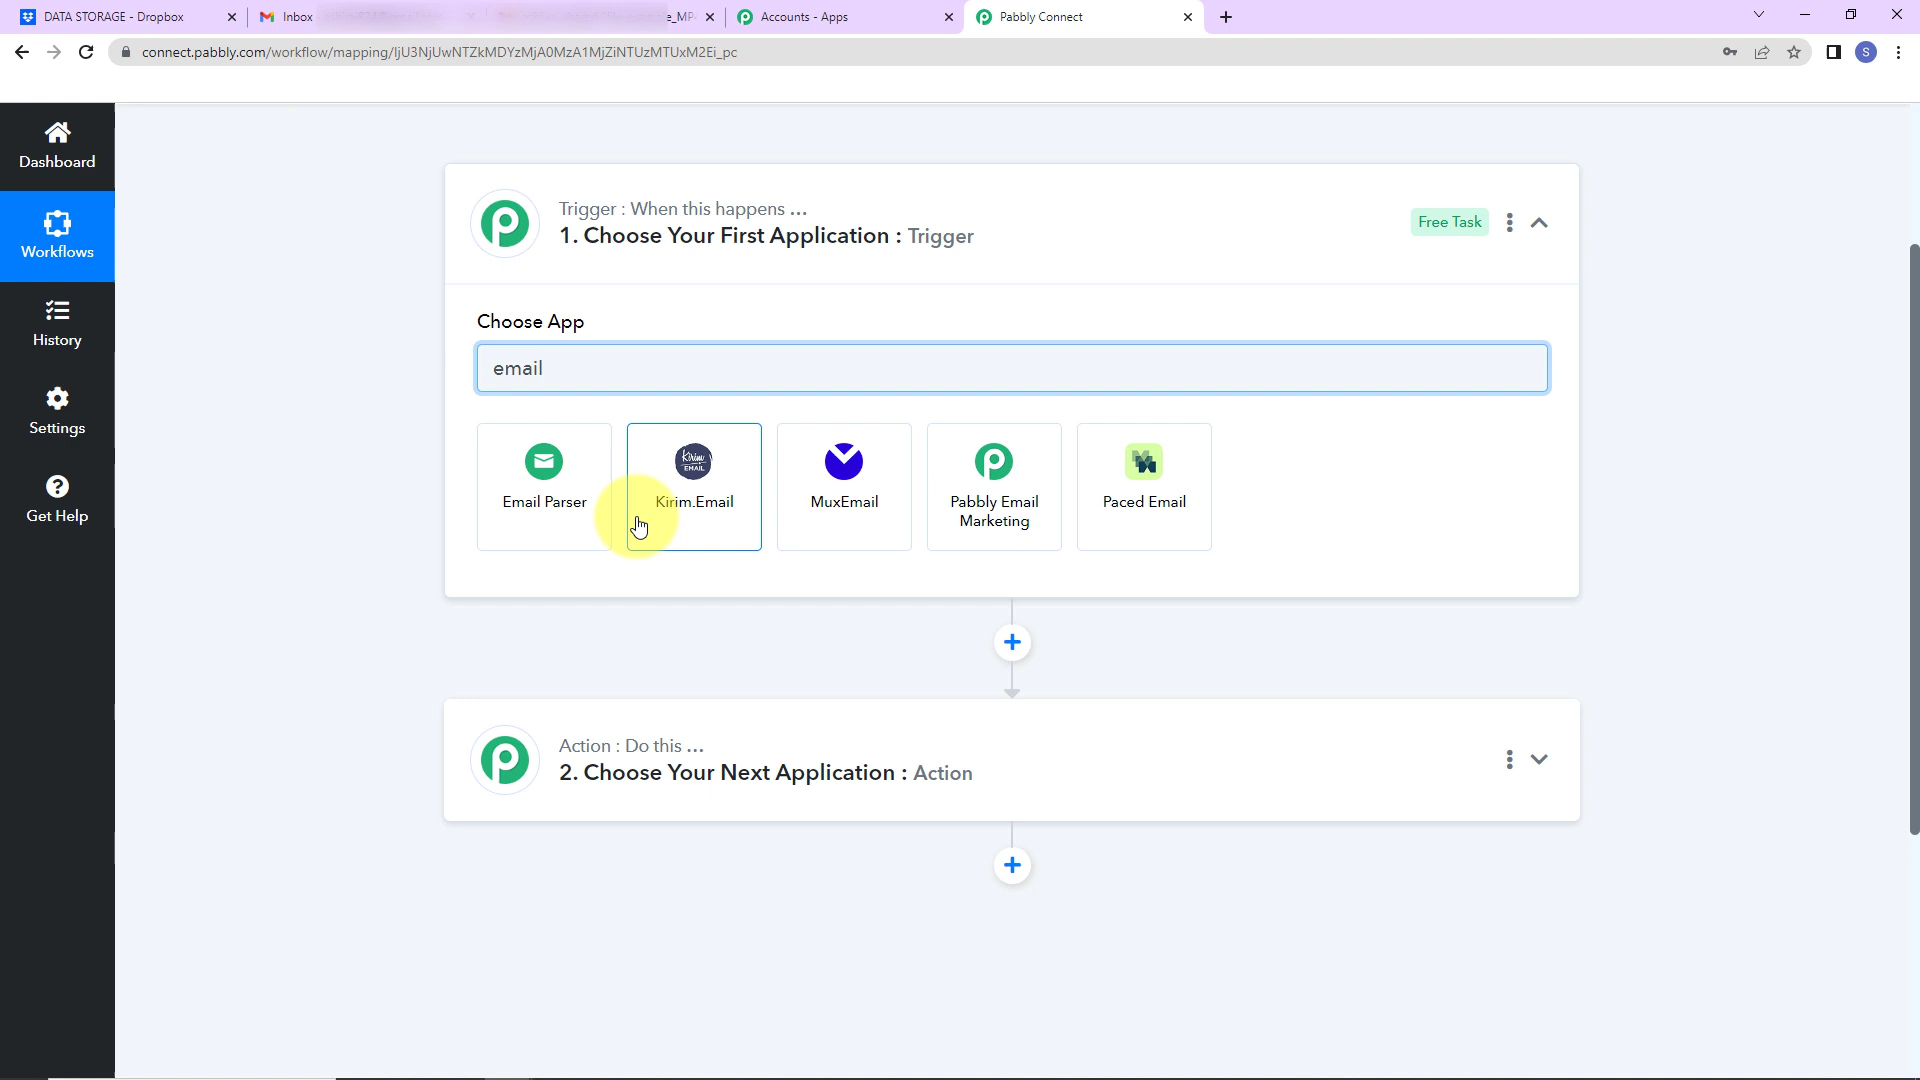 DATA STORAGE - Dropbox
Inbox
_MP-
Accounts - Apps
Pabbly Connect
connect.pabbly.com/workflow/mapping/IjU3NjUwNTZkMDYzMjA0MzA1MjZiNTUzMTUxM2Ei_pc
S
Dashboard
Workflows
History
Settings
Get Help
Trigger : When this happens ...
1. Choose Your First Application : Trigger
Free Task
Choose App
email
Email Parser
Kirim.Email
MuxEmail
Pabbly Email
Marketing
Paced Email
Kirim
EMAIL
Action : Do this ...
2. Choose Your Next Application : Action